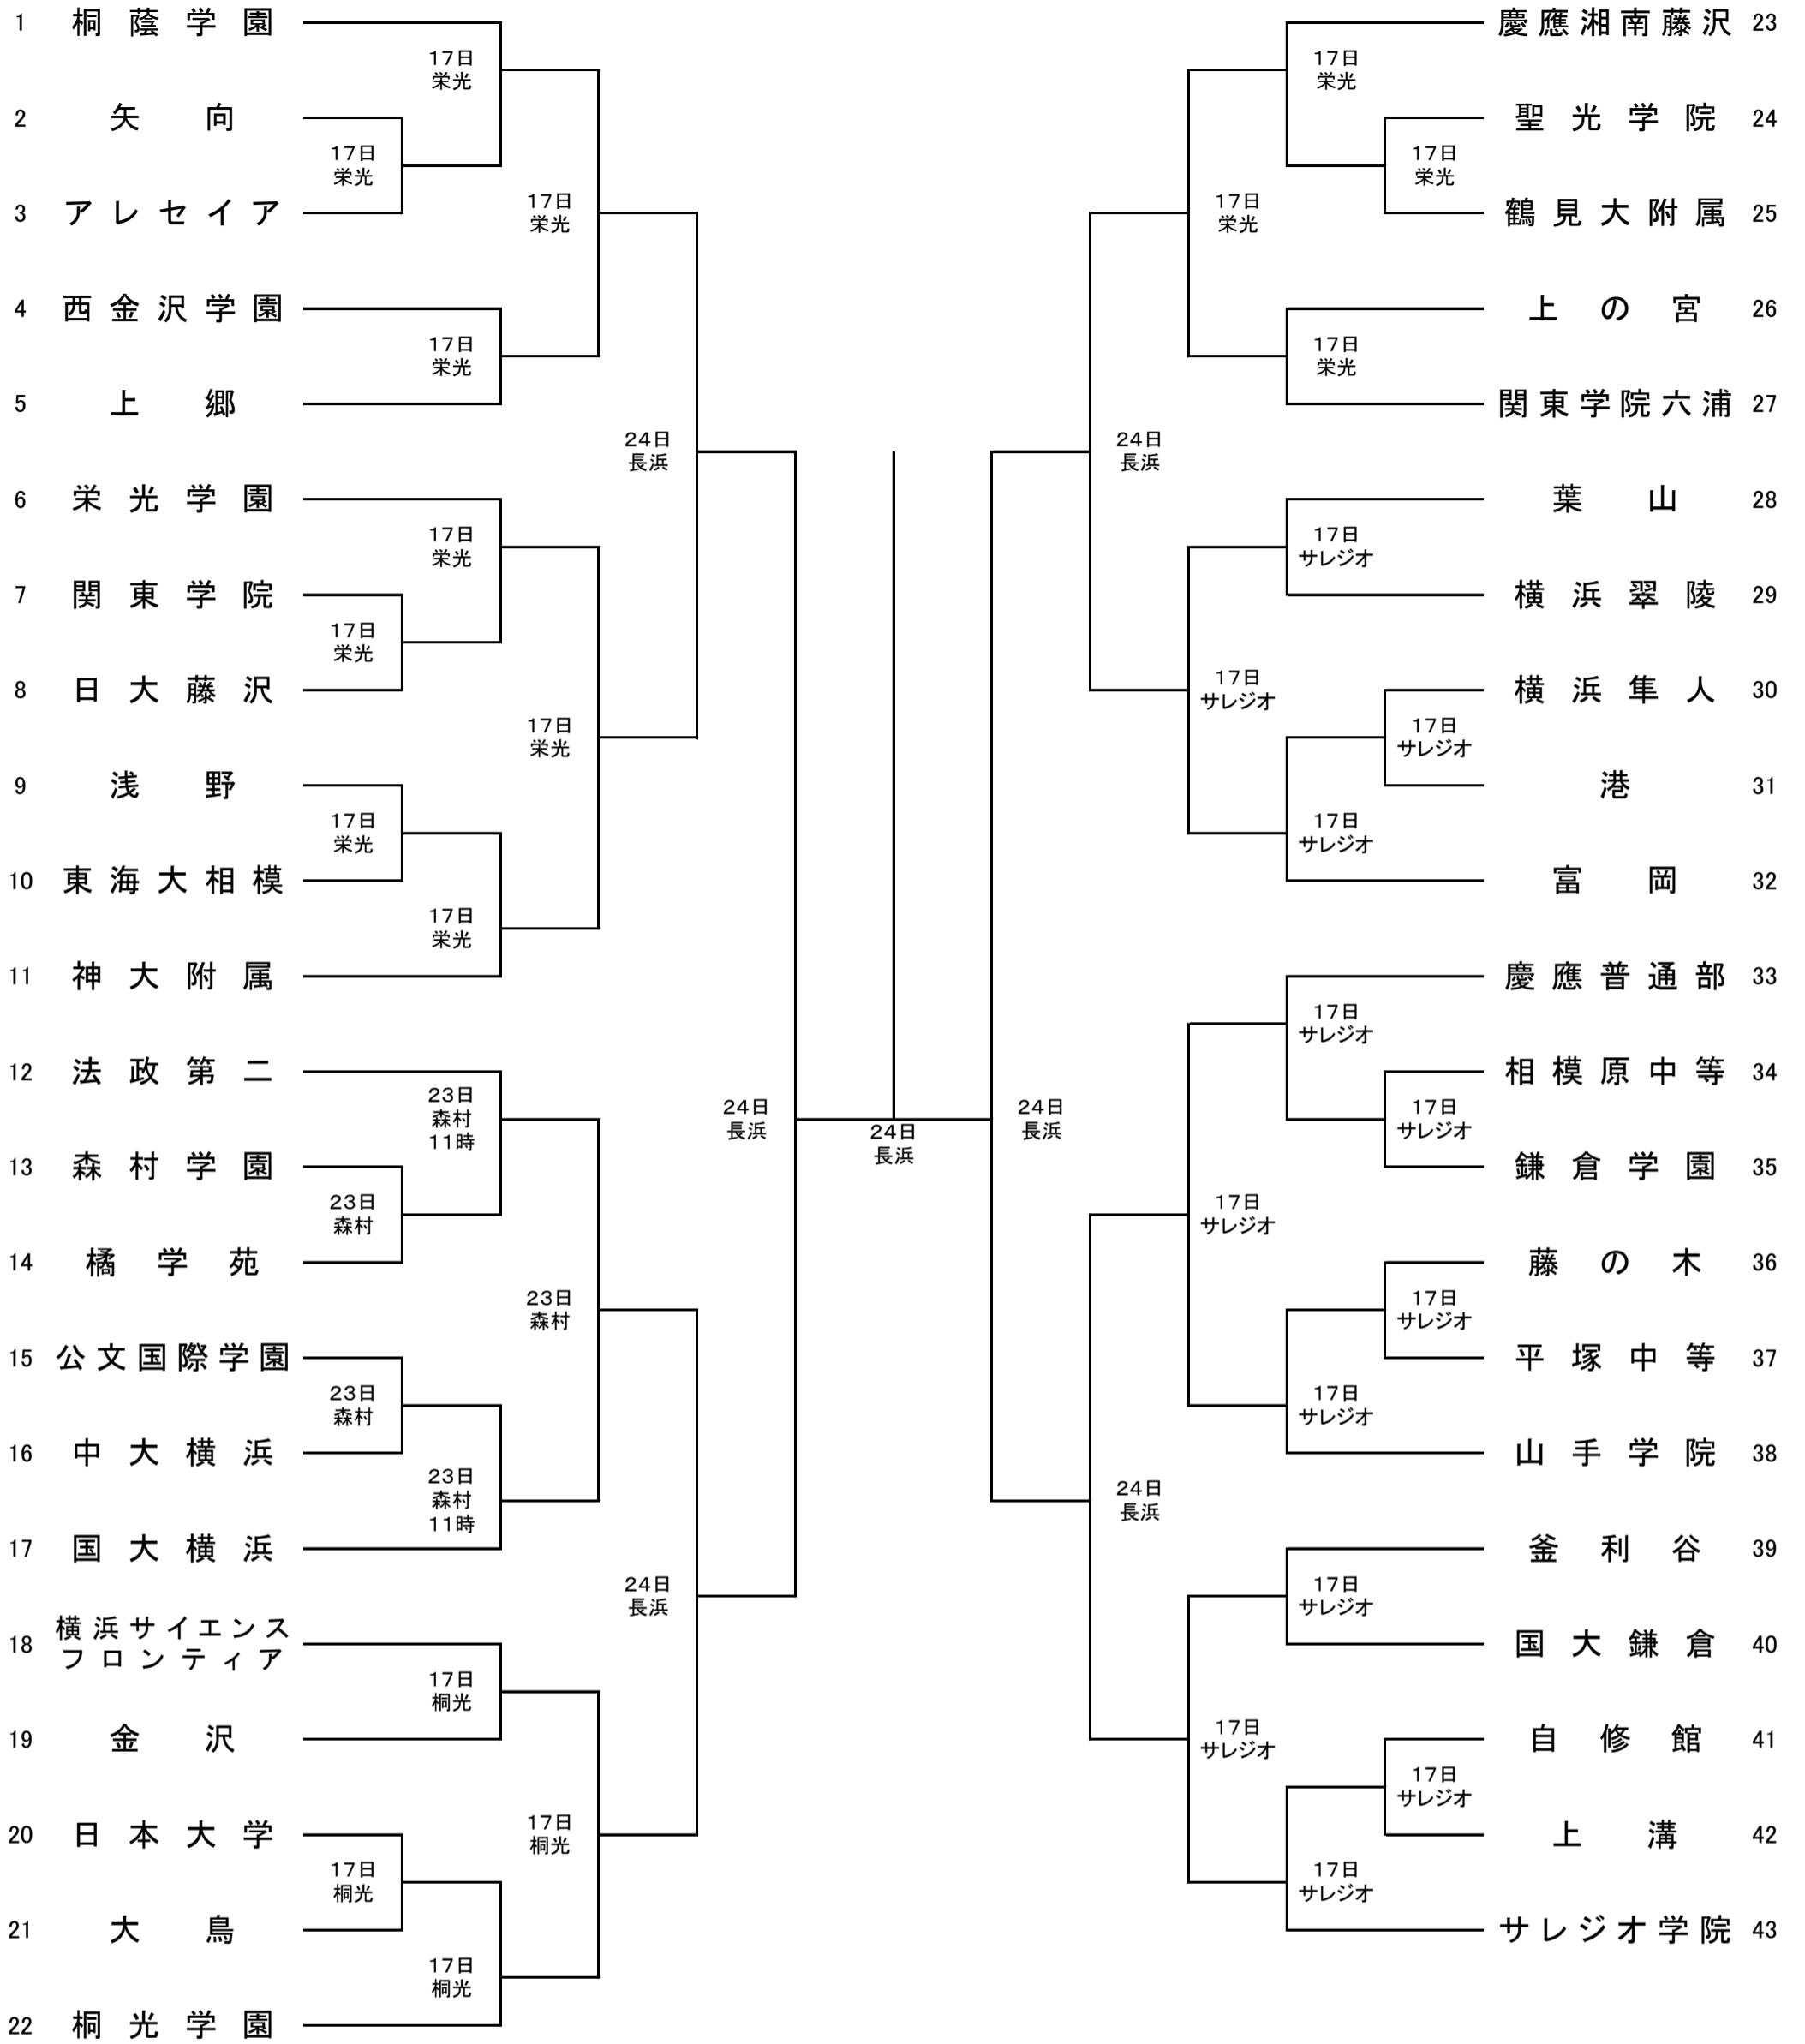 1 桐蔭学園
17日
栄光
2 矢向
17日
栄光
3 アレセイア
17日
栄光
4 西金沢学園
17日
栄光
5 上郷
24日
長浜
6 栄光学園
17日
栄光
7 関東学院
17日
栄光
8 日大藤沢
17日
栄光
9 浅野
17日
栄光
10 東海大相模
17日
栄光
11 神大附属
12 法政第二
23日
森村
11時
13 森村学園
23日
森村
14 橘学苑
23日
森村
15 公文国際学園
23日
森村
16 中大横浜
23日
森村
11時
17 国大横浜
24日
長浜
18 横浜サイエンス
フロンティア
17日
桐光
19 金沢
17日
桐光
20 日本大学
17日
桐光
21 大鳥
17日
桐光
22 桐光学園
24日
長浜
24日
長浜
24日
長浜
慶應湘南藤沢 23
17日
栄光
聖光学院 24
17日
栄光
鶴見大附属 25
17日
栄光
上の宮 26
17日
栄光
関東学院六浦 27
24日
長浜
葉山 28
17日
サレジオ
横浜翠陵 29
17日
サレジオ
横浜隼人 30
17日
サレジオ
港 31
17日
サレジオ
富岡 32
慶應普通部 33
17日
サレジオ
相模原中等 34
17日
サレジオ
鎌倉学園 35
17日
サレジオ
藤の木 36
17日
サレジオ
平塚中等 37
17日
サレジオ
山手学院 38
24日
長浜
釜利谷 39
17日
サレジオ
国大鎌倉 40
17日
サレジオ
自修館 41
17日
サレジオ
上溝 42
17日
サレジオ
サレジオ学院 43